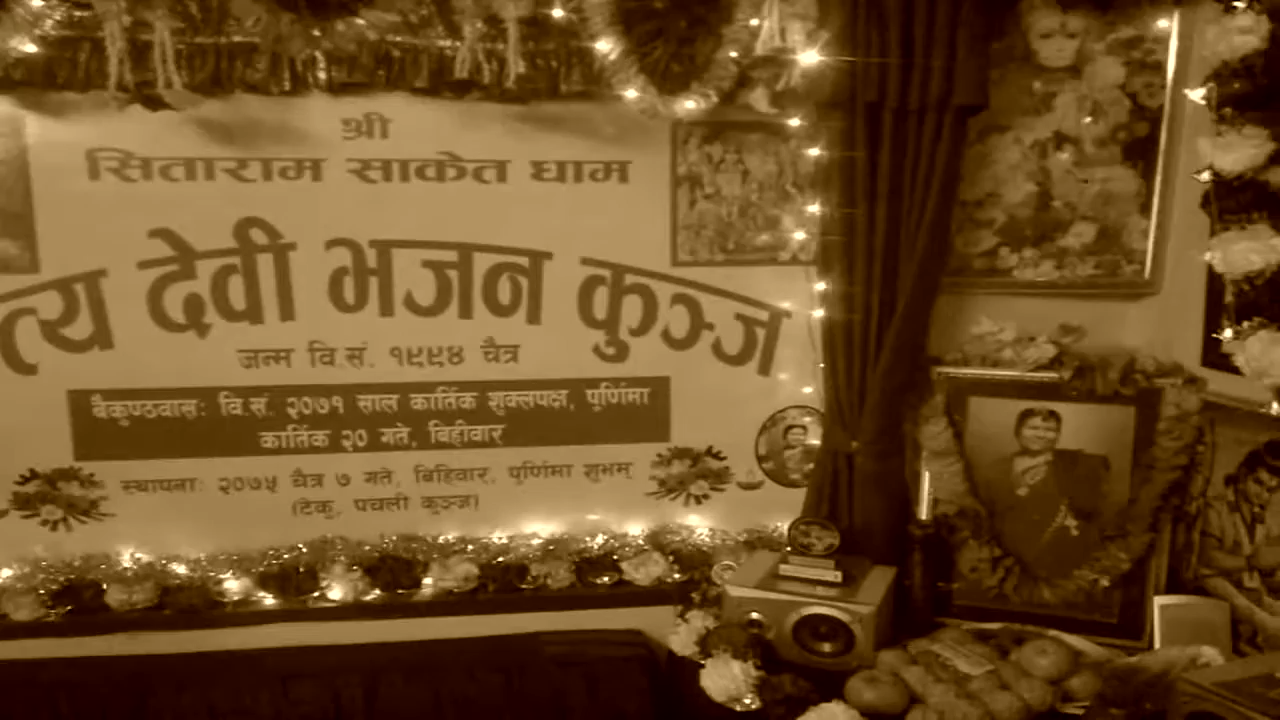 श्री
सिताराम साकेत धाम
त्य देवी भजन कुञ्ज
जन्म वि.सं. १९९४ चैत्र
बैकुण्ठवासः वि.सं. २०७१ साल कार्तिक शुक्लपक्ष, पूर्णिमा
कार्तिक २० गते, बिहीवार
स्थापनाः २०७५ चैत्र ७ गते, बिहिवार, पूर्णिमा शुभम्
(टेकु, पचली कुञ्ज)